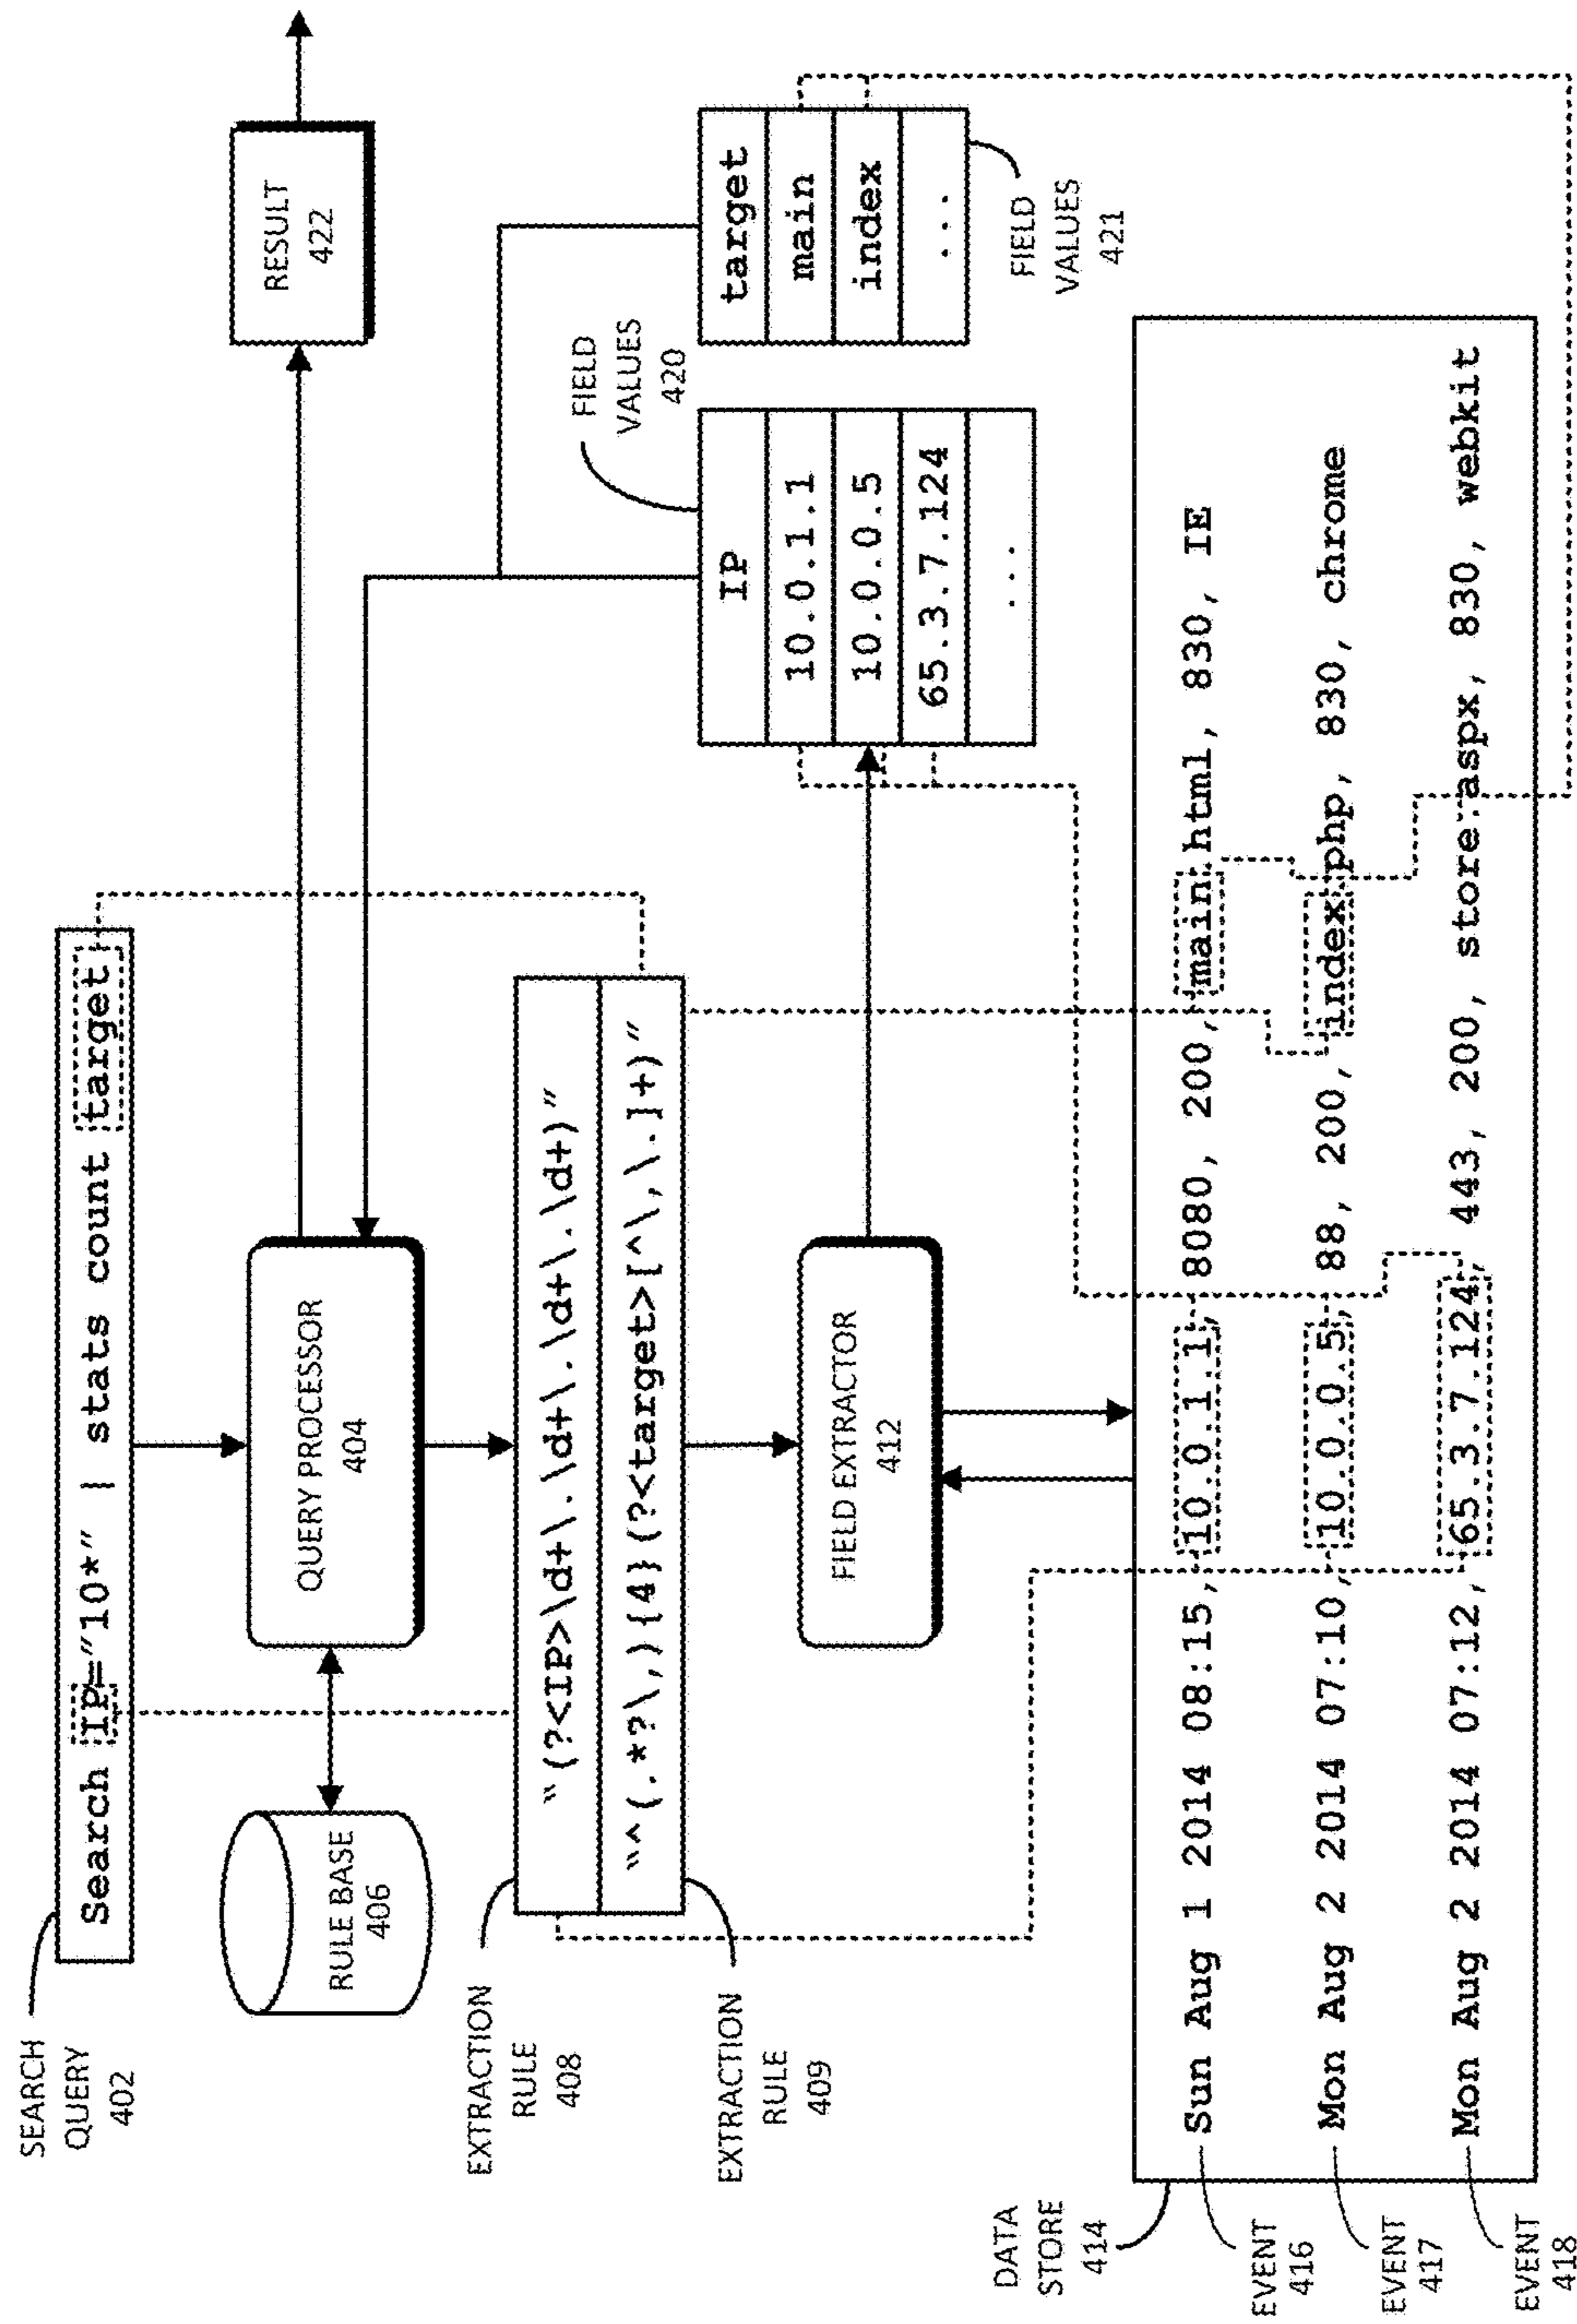 SEARCH
QUERY
402
Search IP="10*" | stats count target
RULE BASE
406
QUERY PROCESSOR
404
RESULT
422
EXTRACTION
RULE
408
"(?<IP>\d+\.\d+\.\d+\.\d+)"
"^(.*?\,){4}(?<target>[^\,\.]+)"
EXTRACTION
RULE
409
FIELD
VALUES
420
IP
10.0.1.1
10.0.0.5
65.3.7.124
...
target
main
index
...
FIELD
VALUES
421
FIELD EXTRACTOR
412
DATA
STORE
414
Sun Aug 1 2014 08:15, 10.0.1.1, 8080, 200, main.html, 830, IE
EVENT
416
Mon Aug 2 2014 07:10, 10.0.0.5, 88, 200, index.php, 830, chrome
EVENT
417
Mon Aug 2 2014 07:12, 65.3.7.124, 443, 200, store.aspx, 830, webkit
EVENT
418